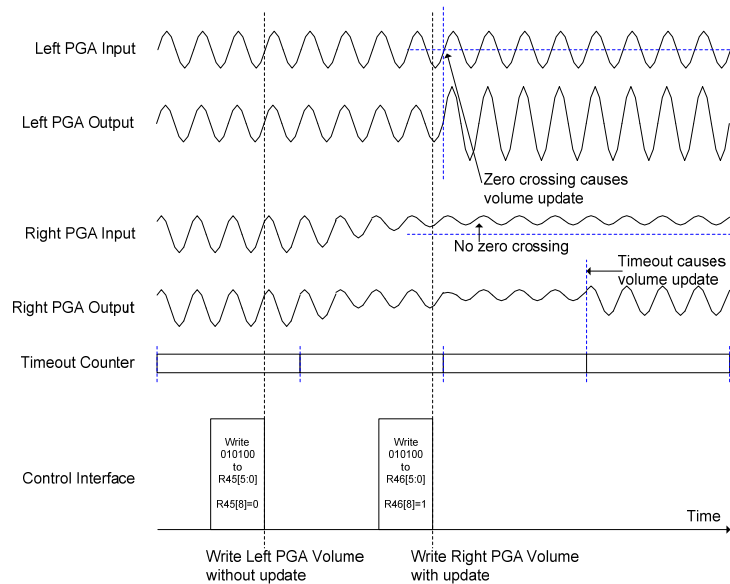 Left PGA Input
Left PGA Output
Zero crossing causes
volume update
Right PGA Input
No zero crossing
Timeout causes
volume update
Right PGA Output
Timeout Counter
Write
010100
to
R45[5:0]
R45[8]=0
Write
010100
to
R46[5:0]
R46[8]=1
Control Interface
Time
Write Left PGA Volume
without update
Write Right PGA Volume
with update